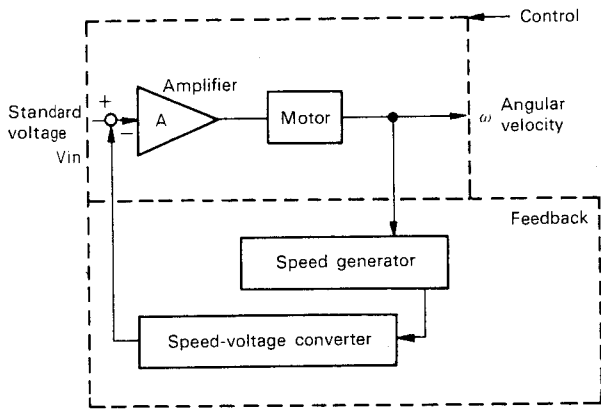 Control
Amplifier
+
Standard
voltage
Vin
−
A
Motor
ω
Angular
velocity
Feedback
Speed generator
Speed-voltage converter